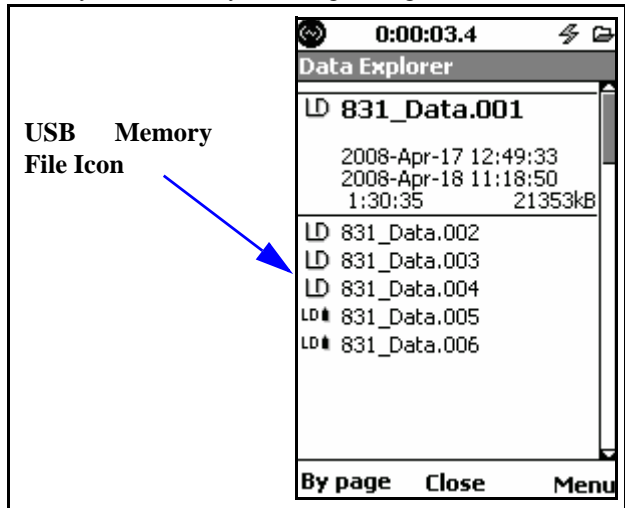 0:00:03.4
Data Explorer
LD 831_Data.001
2008-Apr-17 12:49:33
2008-Apr-18 11:18:50
1:30:35 21353kB
USB Memory
File Icon
LD 831_Data.002
LD 831_Data.003
LD 831_Data.004
LD 831_Data.005
LD 831_Data.006
By page Close Menu